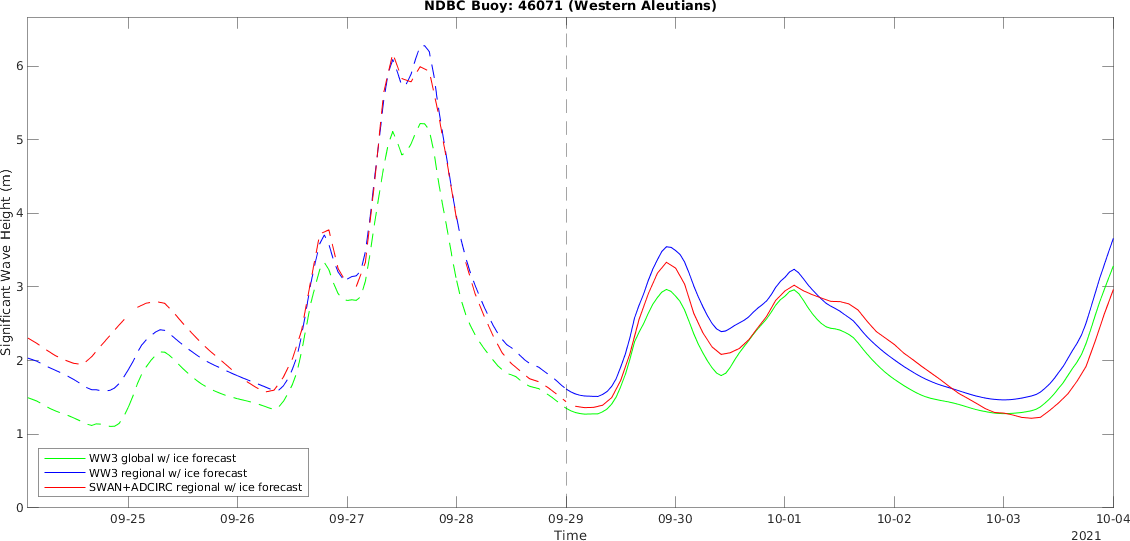 NDBC Buoy: 46071 (Western Aleutians)
Significant Wave Height (m)
6
5
4
3
2
1
0
WW3 global w/ ice forecast
WW3 regional w/ ice forecast
SWAN+ADCIRC regional w/ ice forecast
09-25 09-26 09-27 09-28 09-29 09-30 10-01 10-02 10-03 10-04
Time
2021